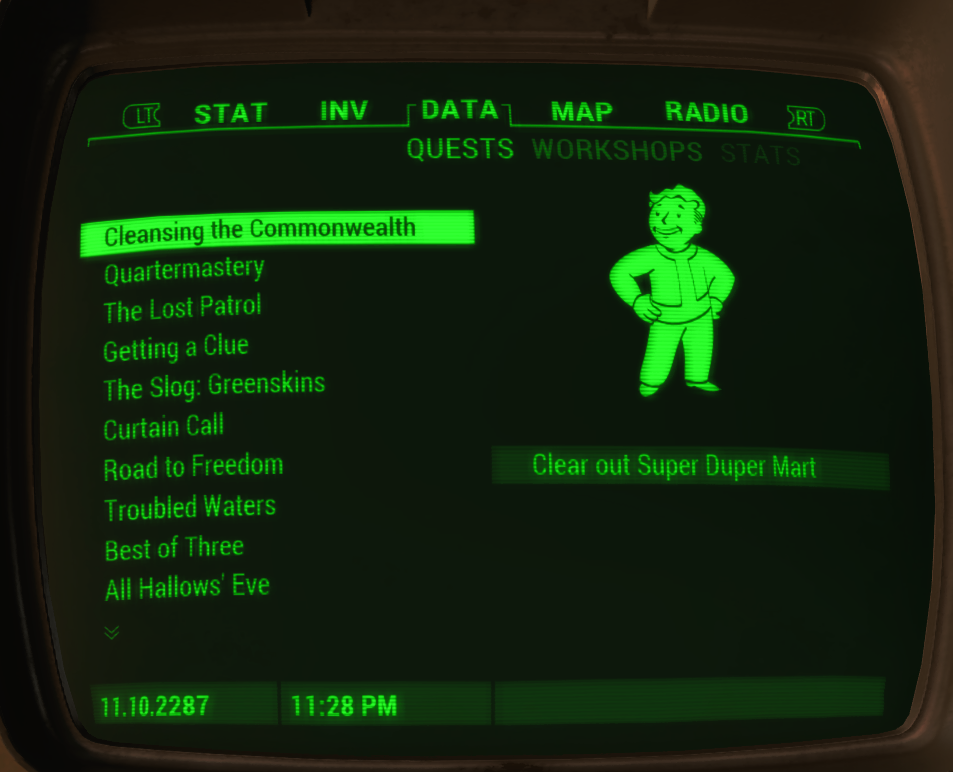 LT STAT INV DATA MAP RADIO RT
QUESTS WORKSHOPS STATS
Cleansing the Commonwealth
Quartermastery
The Lost Patrol
Getting a Clue
The Slog: Greenskins
Curtain Call
Road to Freedom
Troubled Waters
Best of Three
All Hallows' Eve
Clear out Super Duper Mart
11.10.2287 11:28 PM